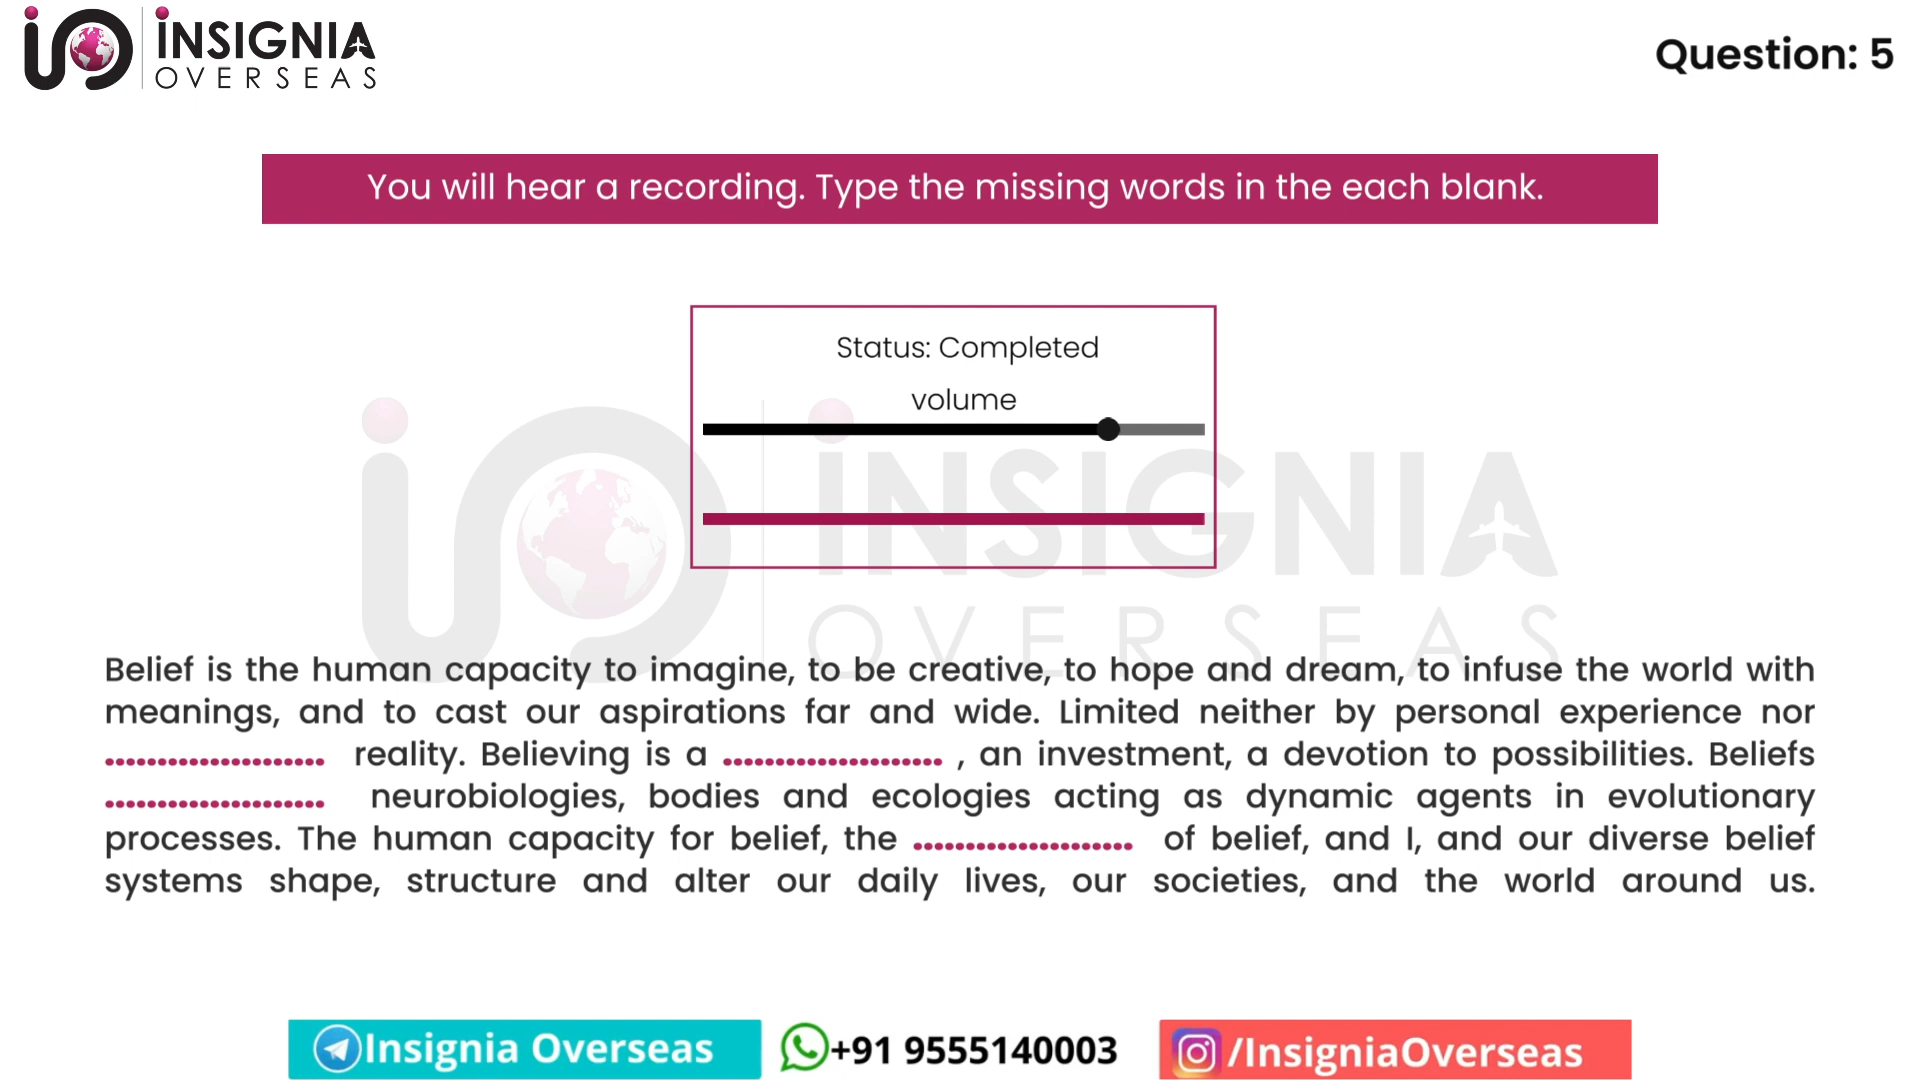 INSIGNIA
OVERSEAS
Question: 5
You will hear a recording. Type the missing words in the each blank.
Status: Completed
volume
INSIGNIA
OVERSEAS
Belief is the human capacity to imagine, to be creative, to hope and dream, to infuse the world with
meanings, and to cast our aspirations far and wide. Limited neither by personal experience nor
..................... reality. Believing is a ..................... , an investment, a devotion to possibilities. Beliefs
..................... neurobiologies, bodies and ecologies acting as dynamic agents in evolutionary
processes. The human capacity for belief, the ..................... of belief, and I, and our diverse belief
systems shape, structure and alter our daily lives, our societies, and the world around us.
Insignia Overseas
+91 9555140003
/InsigniaOverseas